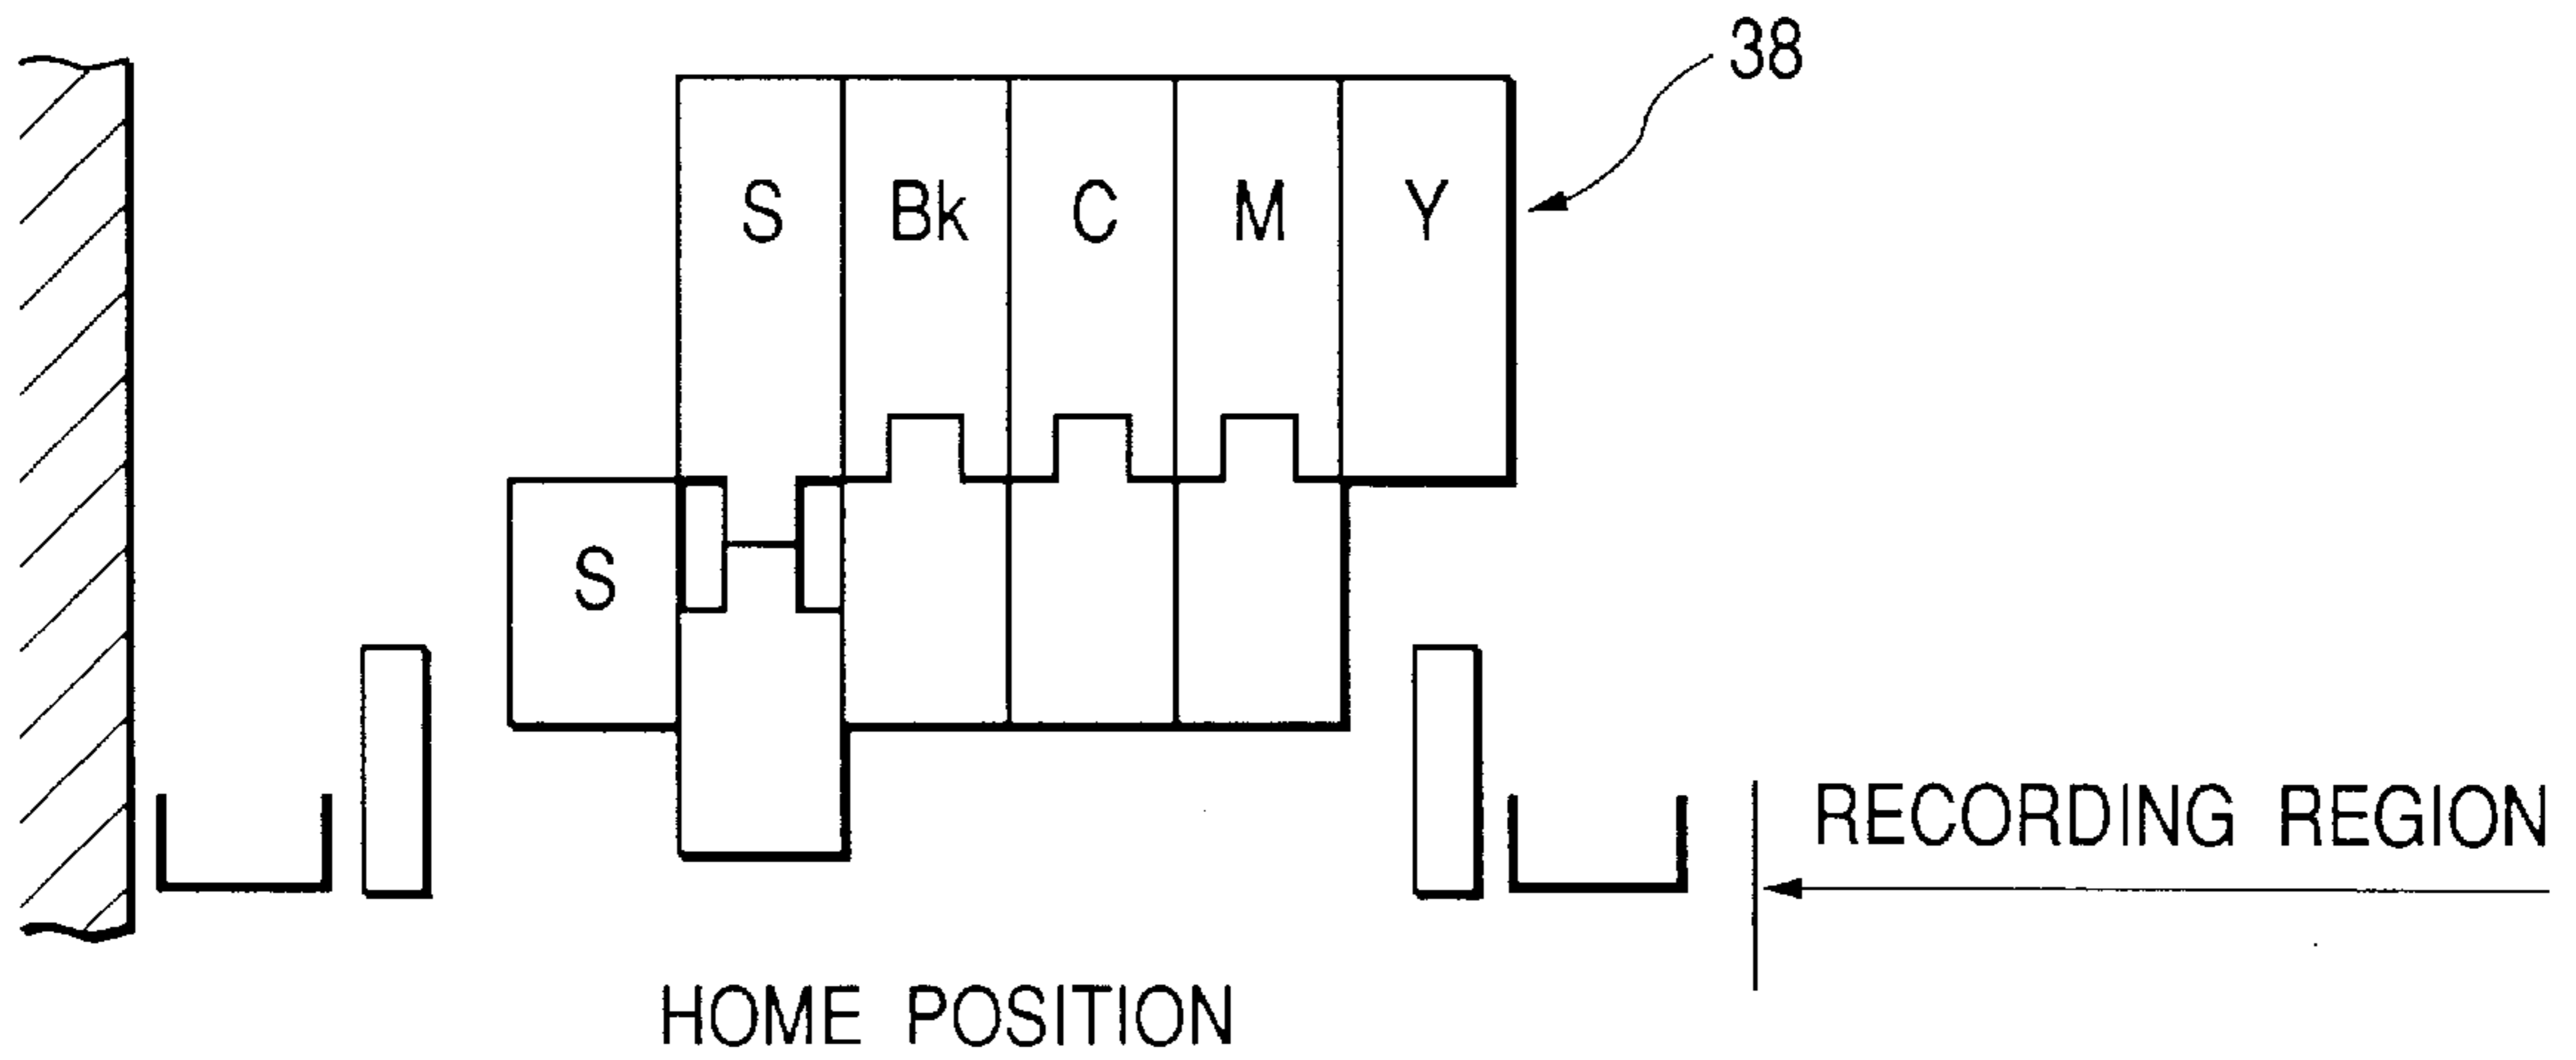 38
S Bk C M Y
S
RECORDING REGION
HOME POSITION